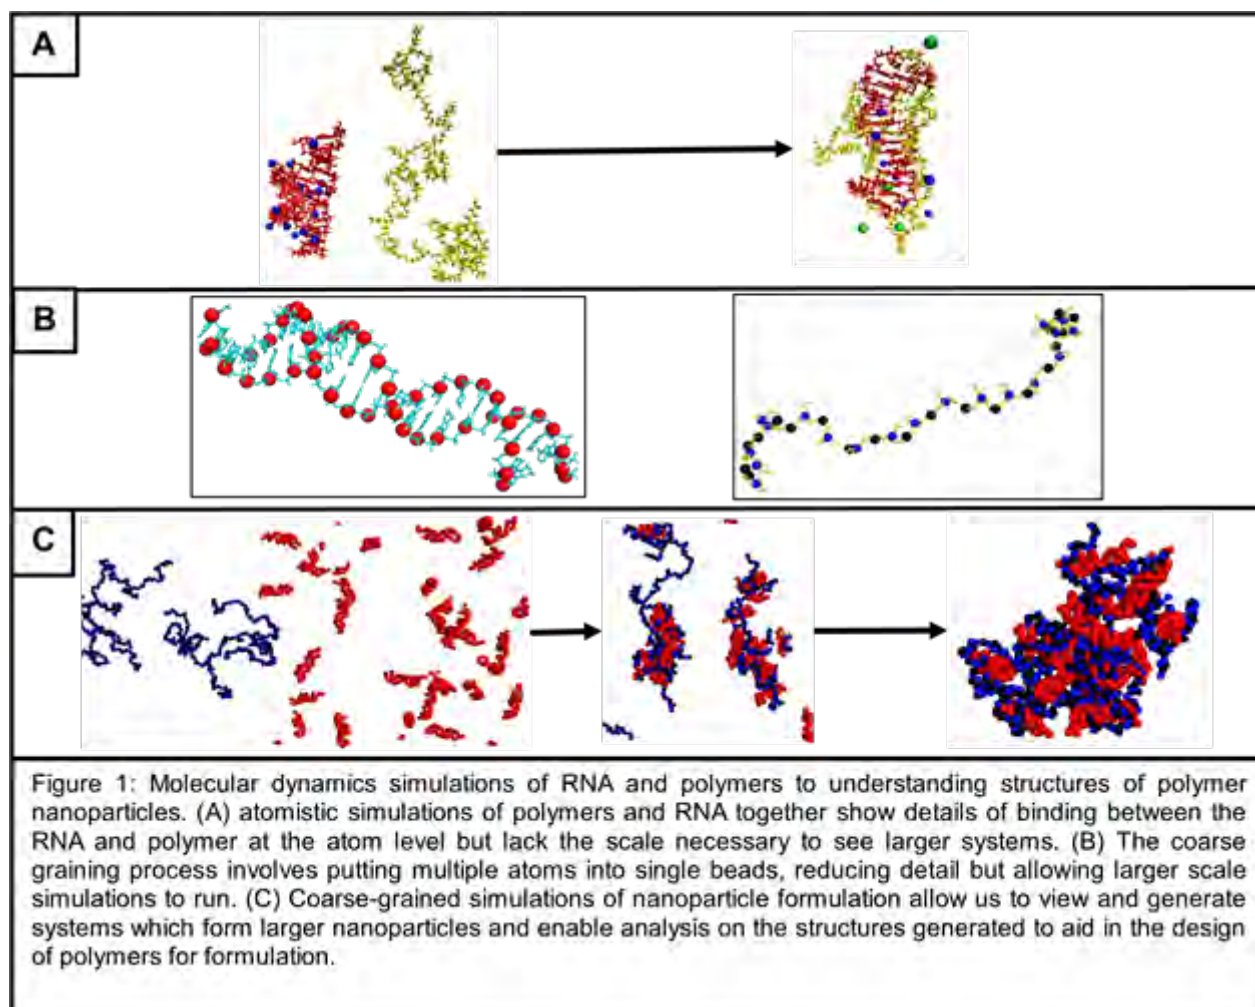 A
B
C
Figure 1: Molecular dynamics simulations of RNA and polymers to understanding structures of polymer
nanoparticles. (A) atomistic simulations of polymers and RNA together show details of binding between the
RNA and polymer at the atom level but lack the scale necessary to see larger systems. (B) The coarse
graining process involves putting multiple atoms into single beads, reducing detail but allowing larger scale
simulations to run. (C) Coarse-grained simulations of nanoparticle formulation allow us to view and generate
systems which form larger nanoparticles and enable analysis on the structures generated to aid in the design
of polymers for formulation.